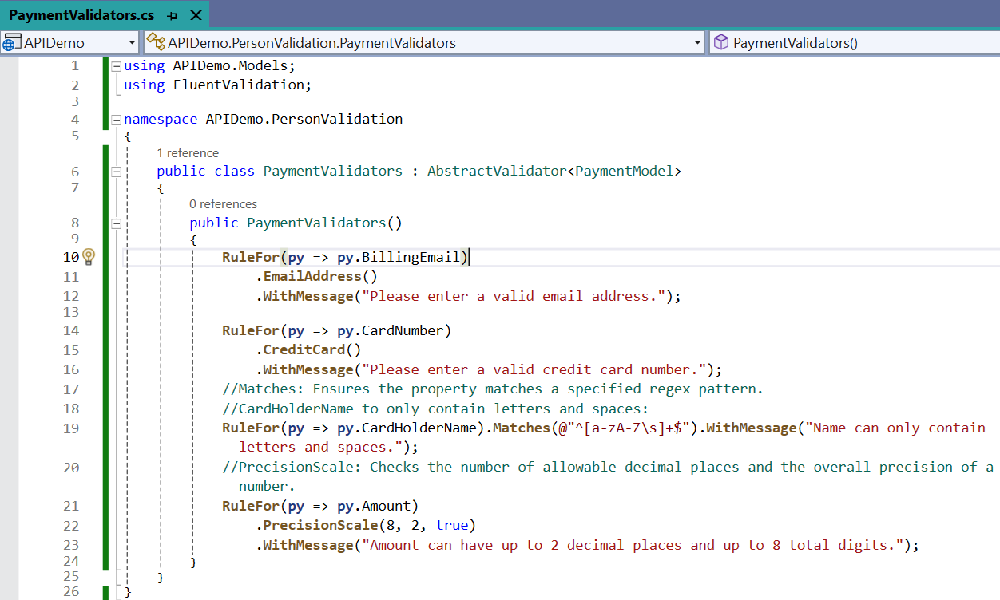 PaymentValidators.cs
APIDemo APIDemo.PersonValidation.PaymentValidators PaymentValidators()
1 using APIDemo.Models;
2 using FluentValidation;
3
4 namespace APIDemo.PersonValidation
5 {
1 reference
6 public class PaymentValidators : AbstractValidator<PaymentModel>
7 {
0 references
8 public PaymentValidators()
9 {
10 RuleFor(py => py.BillingEmail)
11 .EmailAddress()
12 .WithMessage("Please enter a valid email address.");
13
14 RuleFor(py => py.CardNumber)
15 .CreditCard()
16 .WithMessage("Please enter a valid credit card number.");
17 //Matches: Ensures the property matches a specified regex pattern.
18 //CardHolderName to only contain letters and spaces:
19 RuleFor(py => py.CardHolderName).Matches(@"^[a-zA-Z\s]+$").WithMessage("Name can only contain
letters and spaces.");
20 //PrecisionScale: Checks the number of allowable decimal places and the overall precision of a
number.
21 RuleFor(py => py.Amount)
22 .PrecisionScale(8, 2, true)
23 .WithMessage("Amount can have up to 2 decimal places and up to 8 total digits.");
24 }
25 }
26 }